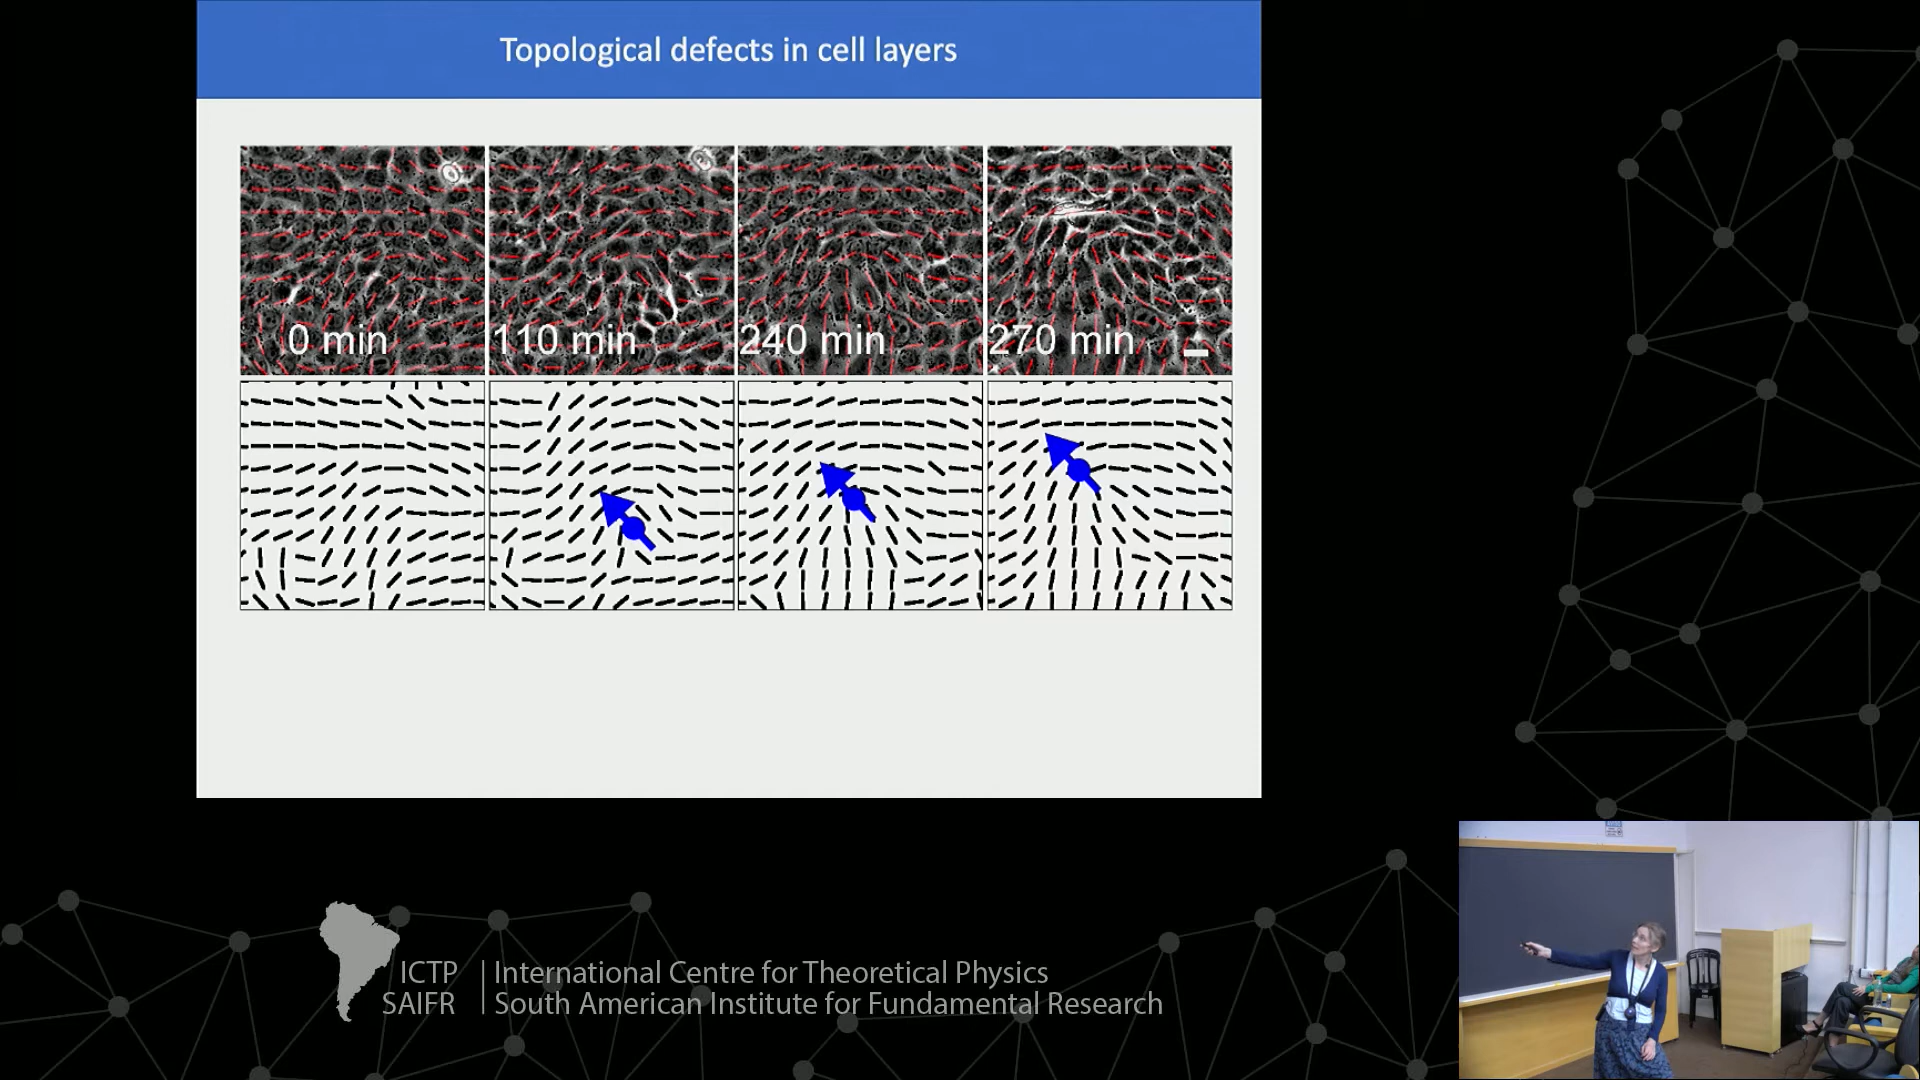 Topological defects in cell layers
0 min
110 min
240 min
270 min
ICTP
SAIFR
International Centre for Theoretical Physics
South American Institute for Fundamental Research